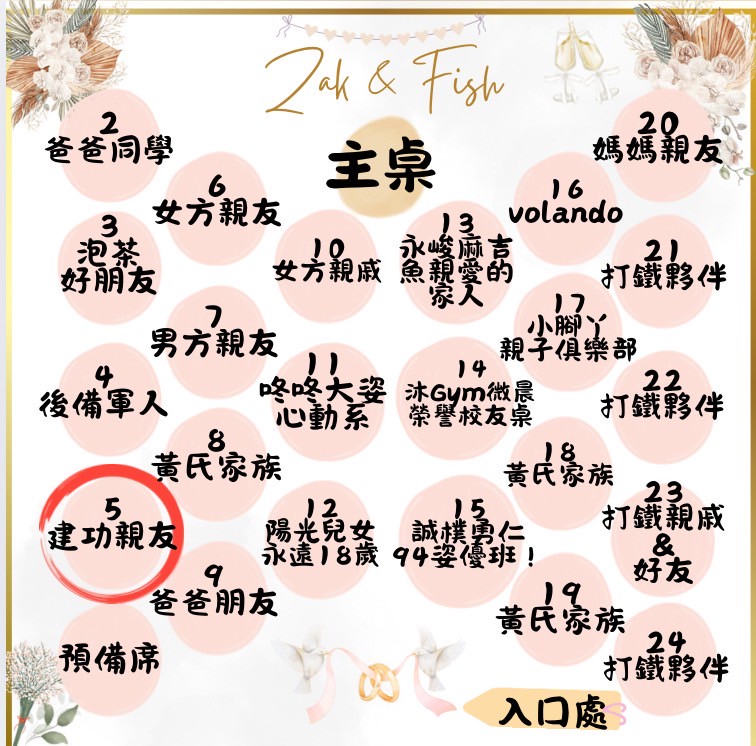 Zak & Fish
主桌
2
爸爸同學
3
泡茶
好朋友
4
後備軍人
5
建功親友
預備席
6
女方親友
7
男方親友
8
黃氏家族
9
爸爸朋友
10
女方親戚
11
咚咚大姿
心動系
12
陽光兒女
永遠18歲
13
永峻麻吉
魚親愛的
家人
14
沐Gym微晨
榮譽校友桌
15
誠樸勇仁
94姿優班！
16
volando
17
小腳丫
親子俱樂部
18
黃氏家族
19
黃氏家族
20
媽媽親友
21
打鐵夥伴
22
打鐵夥伴
23
打鐵親戚
&
好友
24
打鐵夥伴
入口處